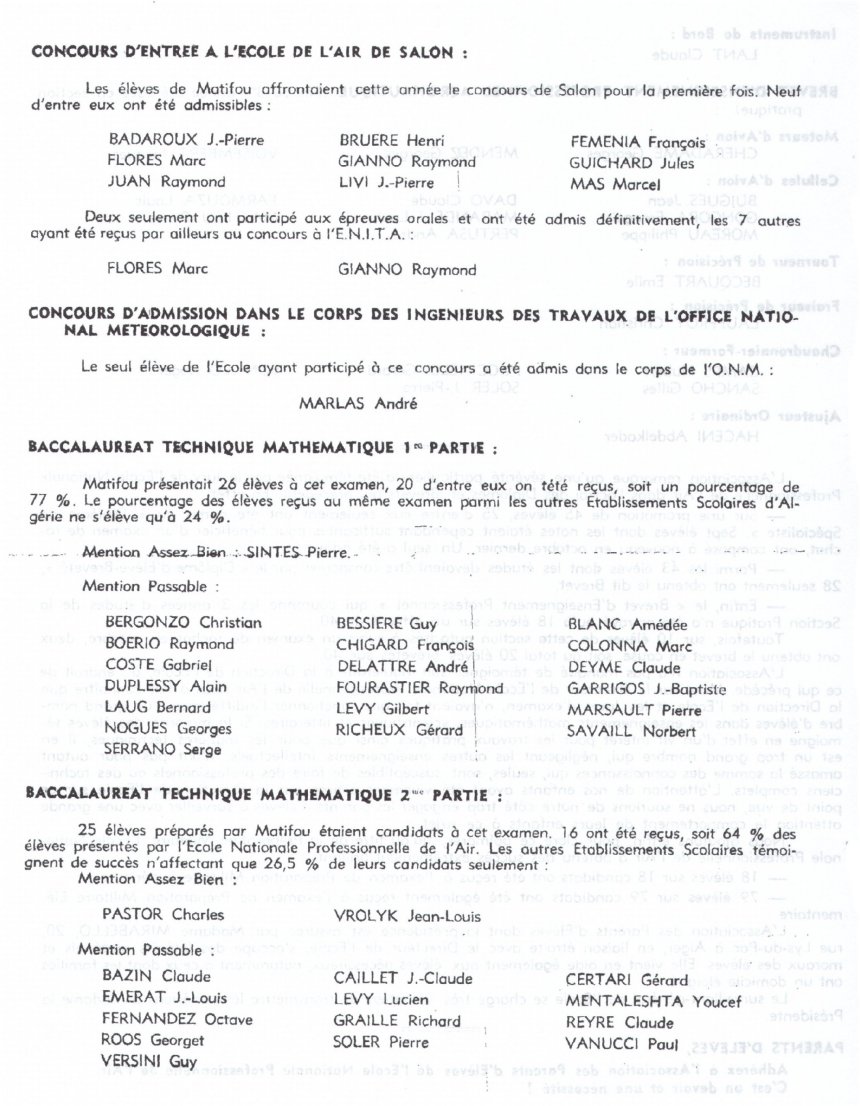 CONCOURS D'ENTREE A L'ECOLE DE L'AIR DE SALON :
Les élèves de Matifou affrontaient cette année le concours de Salon pour la première fois. Neuf
d'entre eux ont été admissibles :
BADAROUX J.-Pierre BRUERE Henri FEMENIA François
FLORES Marc GIANNO Raymond GUICHARD Jules
JUAN Raymond LIVI J.-Pierre MAS Marcel
Deux seulement ont participé aux épreuves orales et ont été admis définitivement, les 7 autres
ayant été reçus par ailleurs au concours à l'E.N.I.T.A. :
FLORES Marc GIANNO Raymond
CONCOURS D'ADMISSION DANS LE CORPS DES INGENIEURS DES TRAVAUX DE L'OFFICE NATIO-
NAL METEOROLOGIQUE :
Le seul élève de l'Ecole ayant participé à ce concours a été admis dans le corps de l'O.N.M. :
MARLAS André
BACCALAUREAT TECHNIQUE MATHEMATIQUE 1re PARTIE :
Matifou présentait 26 élèves à cet examen, 20 d'entre eux on tété reçus, soit un pourcentage de
77 %. Le pourcentage des élèves reçus au même examen parmi les autres Etablissements Scolaires d'Al-
gérie ne s'élève qu'à 24 %.
Mention Assez Bien : SINTES Pierre.
Mention Passable :
BERGONZO Christian BESSIERE Guy BLANC Amédée
BOERIO Raymond CHIGARD François COLONNA Marc
COSTE Gabriel DELATTRE André DEYME Claude
DUPLESSY Alain FOURASTIER Raymond GARRIGOS J.-Baptiste
LAUG Bernard LEVY Gilbert MARSAULT Pierre
NOGUES Georges RICHEUX Gérard SAVAILL Norbert
SERRANO Serge
BACCALAUREAT TECHNIQUE MATHEMATIQUE 2me PARTIE :
25 élèves préparés par Matifou étaient candidats à cet examen. 16 ont été reçus, soit 64 % des
élèves présentés par l'Ecole Nationale Professionnelle de l'Air. Les autres Etablissements Scolaires témoi-
gnent de succès n'affectant que 26,5 % de leurs candidats seulement :
Mention Assez Bien :
PASTOR Charles VROLYK Jean-Louis
Mention Passable :
BAZIN Claude CAILLET J.-Claude CERTARI Gérard
EMERAT J.-Louis LEVY Lucien MENTALESHTA Youcef
FERNANDEZ Octave GRAILLE Richard REYRE Claude
ROOS Georget SOLER Pierre VANUCCI Paul
VERSINI Guy